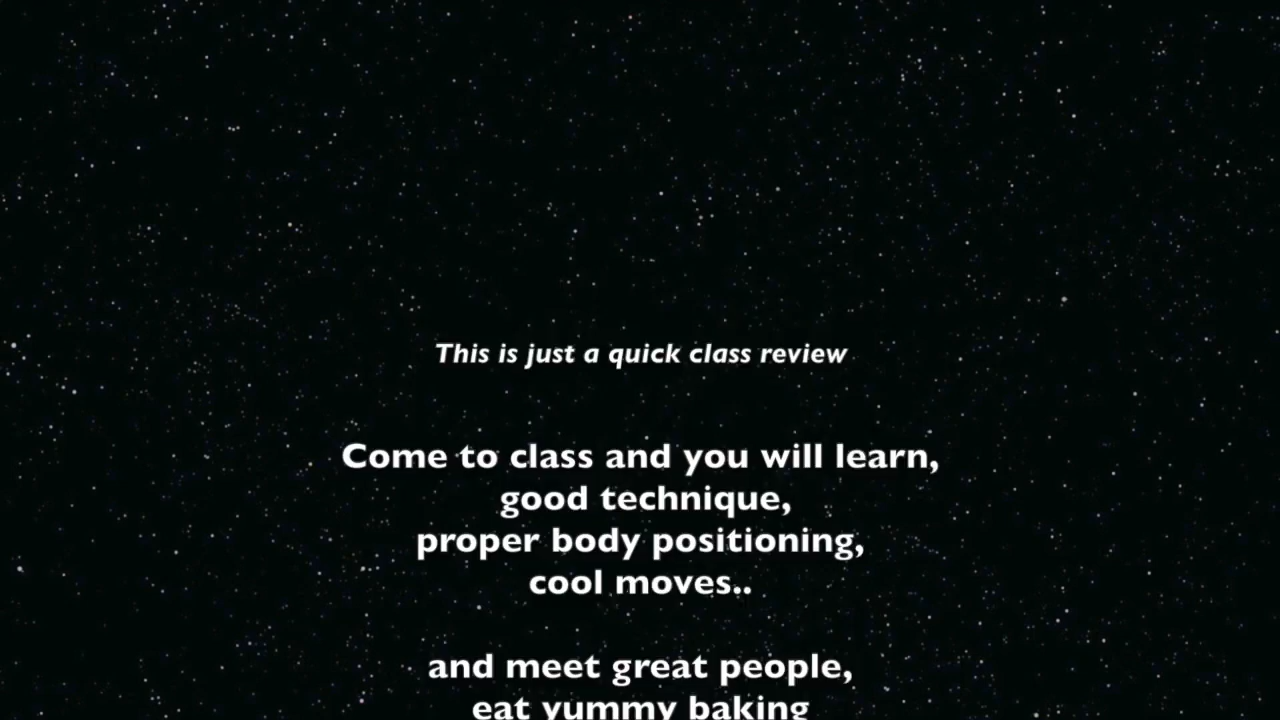 This is just a quick class review
Come to class and you will learn,
good technique,
proper body positioning,
cool moves..
and meet great people,
eat yummy baking